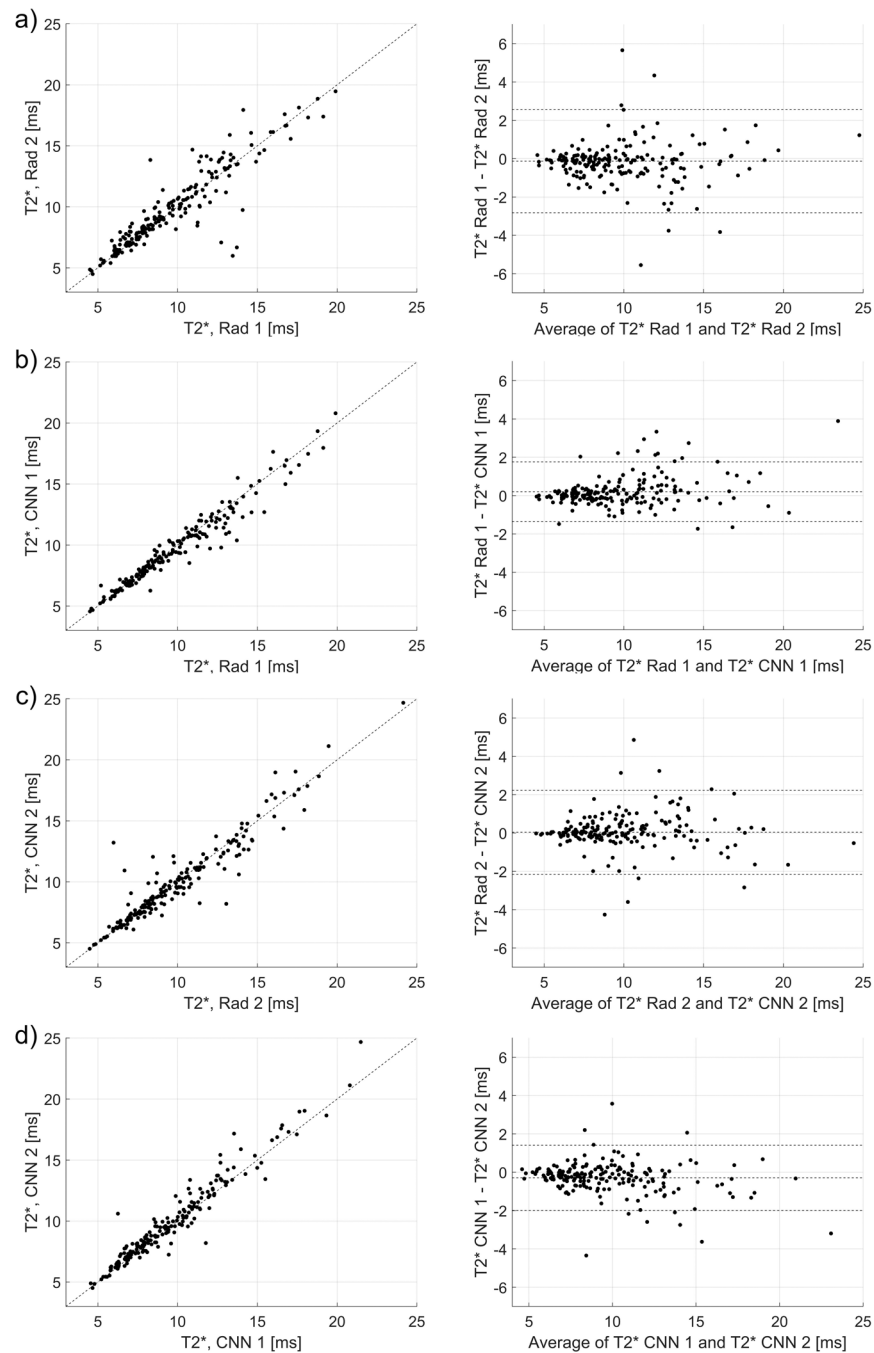 a)
25
20
15
10
5
T2*, Rad 2 [ms]
5 10 15 20 25
T2*, Rad 1 [ms]
6
4
2
0
-2
-4
-6
T2* Rad 1 - T2* Rad 2 [ms]
5 10 15 20 25
Average of T2* Rad 1 and T2* Rad 2 [ms]
b)
25
20
15
10
5
T2*, CNN 1 [ms]
5 10 15 20 25
T2*, Rad 1 [ms]
6
4
2
0
-2
-4
-6
T2* Rad 1 - T2* CNN 1 [ms]
5 10 15 20 25
Average of T2* Rad 1 and T2* CNN 1 [ms]
c)
25
20
15
10
5
T2*, CNN 2 [ms]
5 10 15 20 25
T2*, Rad 2 [ms]
6
4
2
0
-2
-4
-6
T2* Rad 2 - T2* CNN 2 [ms]
5 10 15 20 25
Average of T2* Rad 2 and T2* CNN 2 [ms]
d)
25
20
15
10
5
T2*, CNN 2 [ms]
5 10 15 20 25
T2*, CNN 1 [ms]
6
4
2
0
-2
-4
-6
T2* CNN 1 - T2* CNN 2 [ms]
5 10 15 20 25
Average of T2* CNN 1 and T2* CNN 2 [ms]